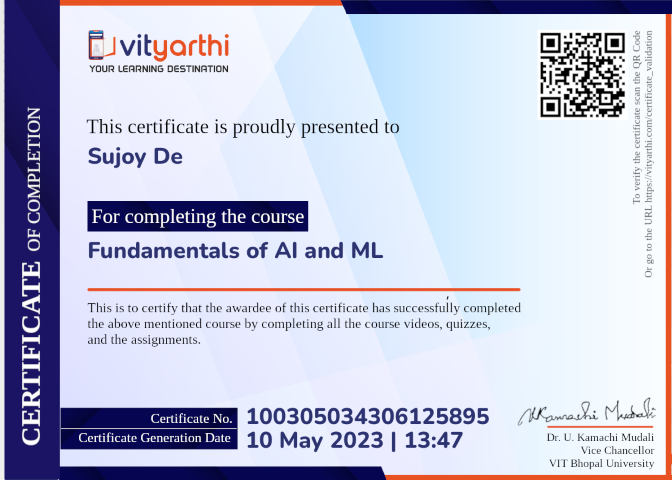 vityarthi
YOUR LEARNING DESTINATION
This certificate is proudly presented to
Sujoy De
For completing the course
Fundamentals of AI and ML
This is to certify that the awardee of this certificate has successfully completed
the above mentioned course by completing all the course videos, quizzes,
and the assignments.
Certificate No. 100305034306125895
Certificate Generation Date 10 May 2023 | 13:47
Dr. U. Kamachi Mudali
Vice Chancellor
VIT Bhopal University
CERTIFICATE OF COMPLETION
To verify the certificate scan the QR Code
Or go to the URL https://vityarthi.com/certificate_validation